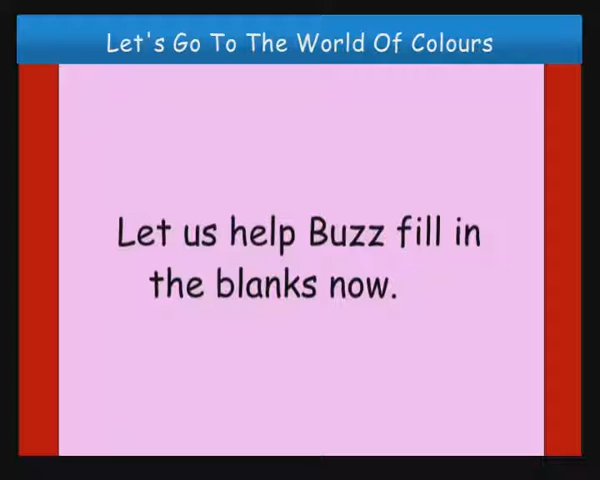 Let's Go To The World Of Colours
Let us help Buzz fill in
the blanks now.